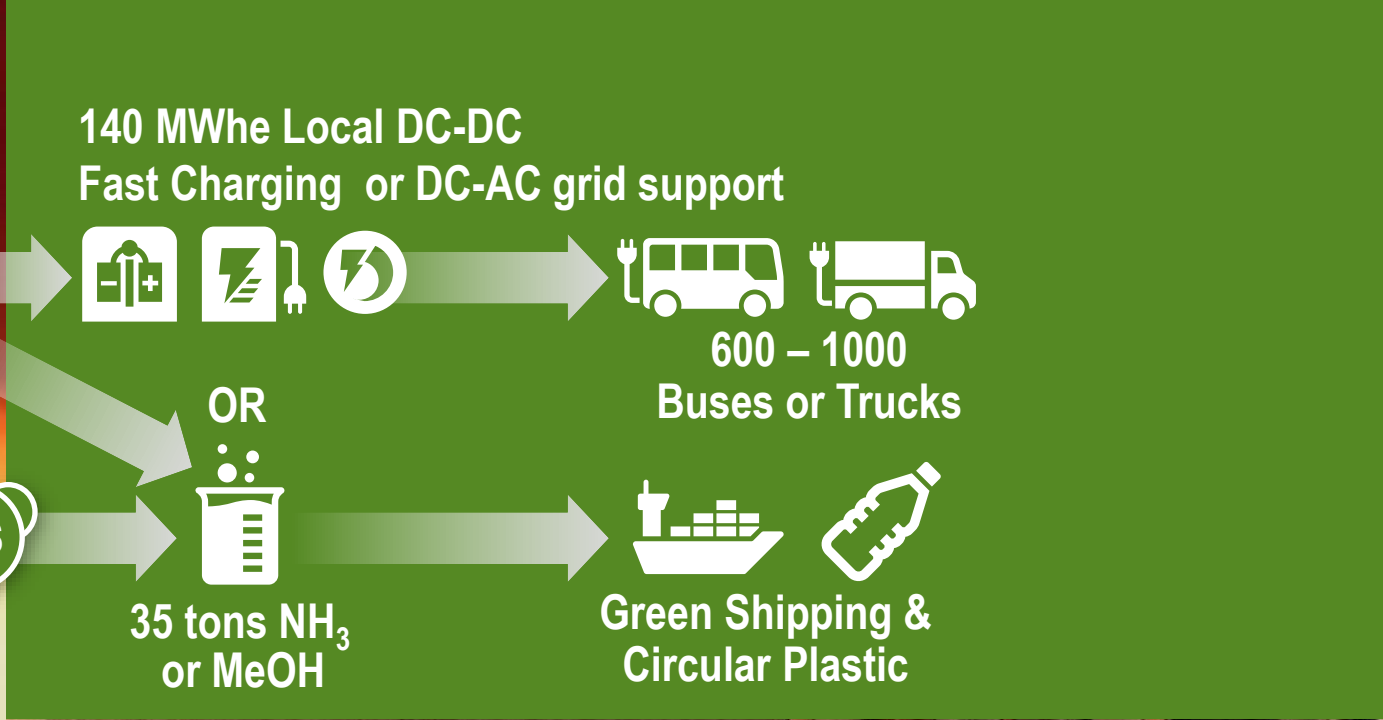 140 MWhe Local DC-DC
Fast Charging  or DC-AC grid support
600 – 1000
Buses or Trucks
OR
35 tons NH₃
or MeOH
Green Shipping &
Circular Plastic